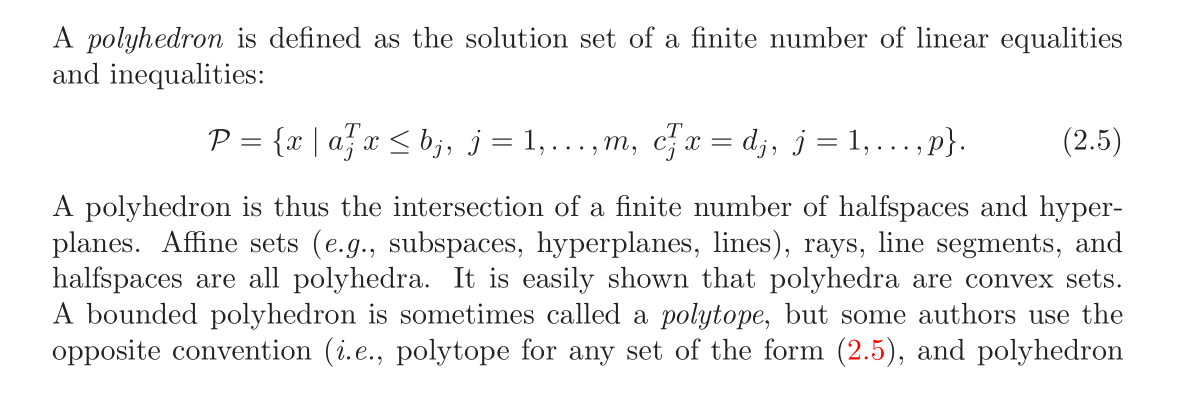 A polyhedron is defined as the solution set of a finite number of linear equalities
and inequalities:
$\mathcal{P} = \{x \mid a_j^T x \leq b_j,\ j = 1, \ldots, m,\ c_j^T x = d_j,\ j = 1, \ldots, p\}.$ (2.5)
A polyhedron is thus the intersection of a finite number of halfspaces and hyper-
planes. Affine sets (e.g., subspaces, hyperplanes, lines), rays, line segments, and
halfspaces are all polyhedra. It is easily shown that polyhedra are convex sets.
A bounded polyhedron is sometimes called a polytope, but some authors use the
opposite convention (i.e., polytope for any set of the form (2.5), and polyhedron